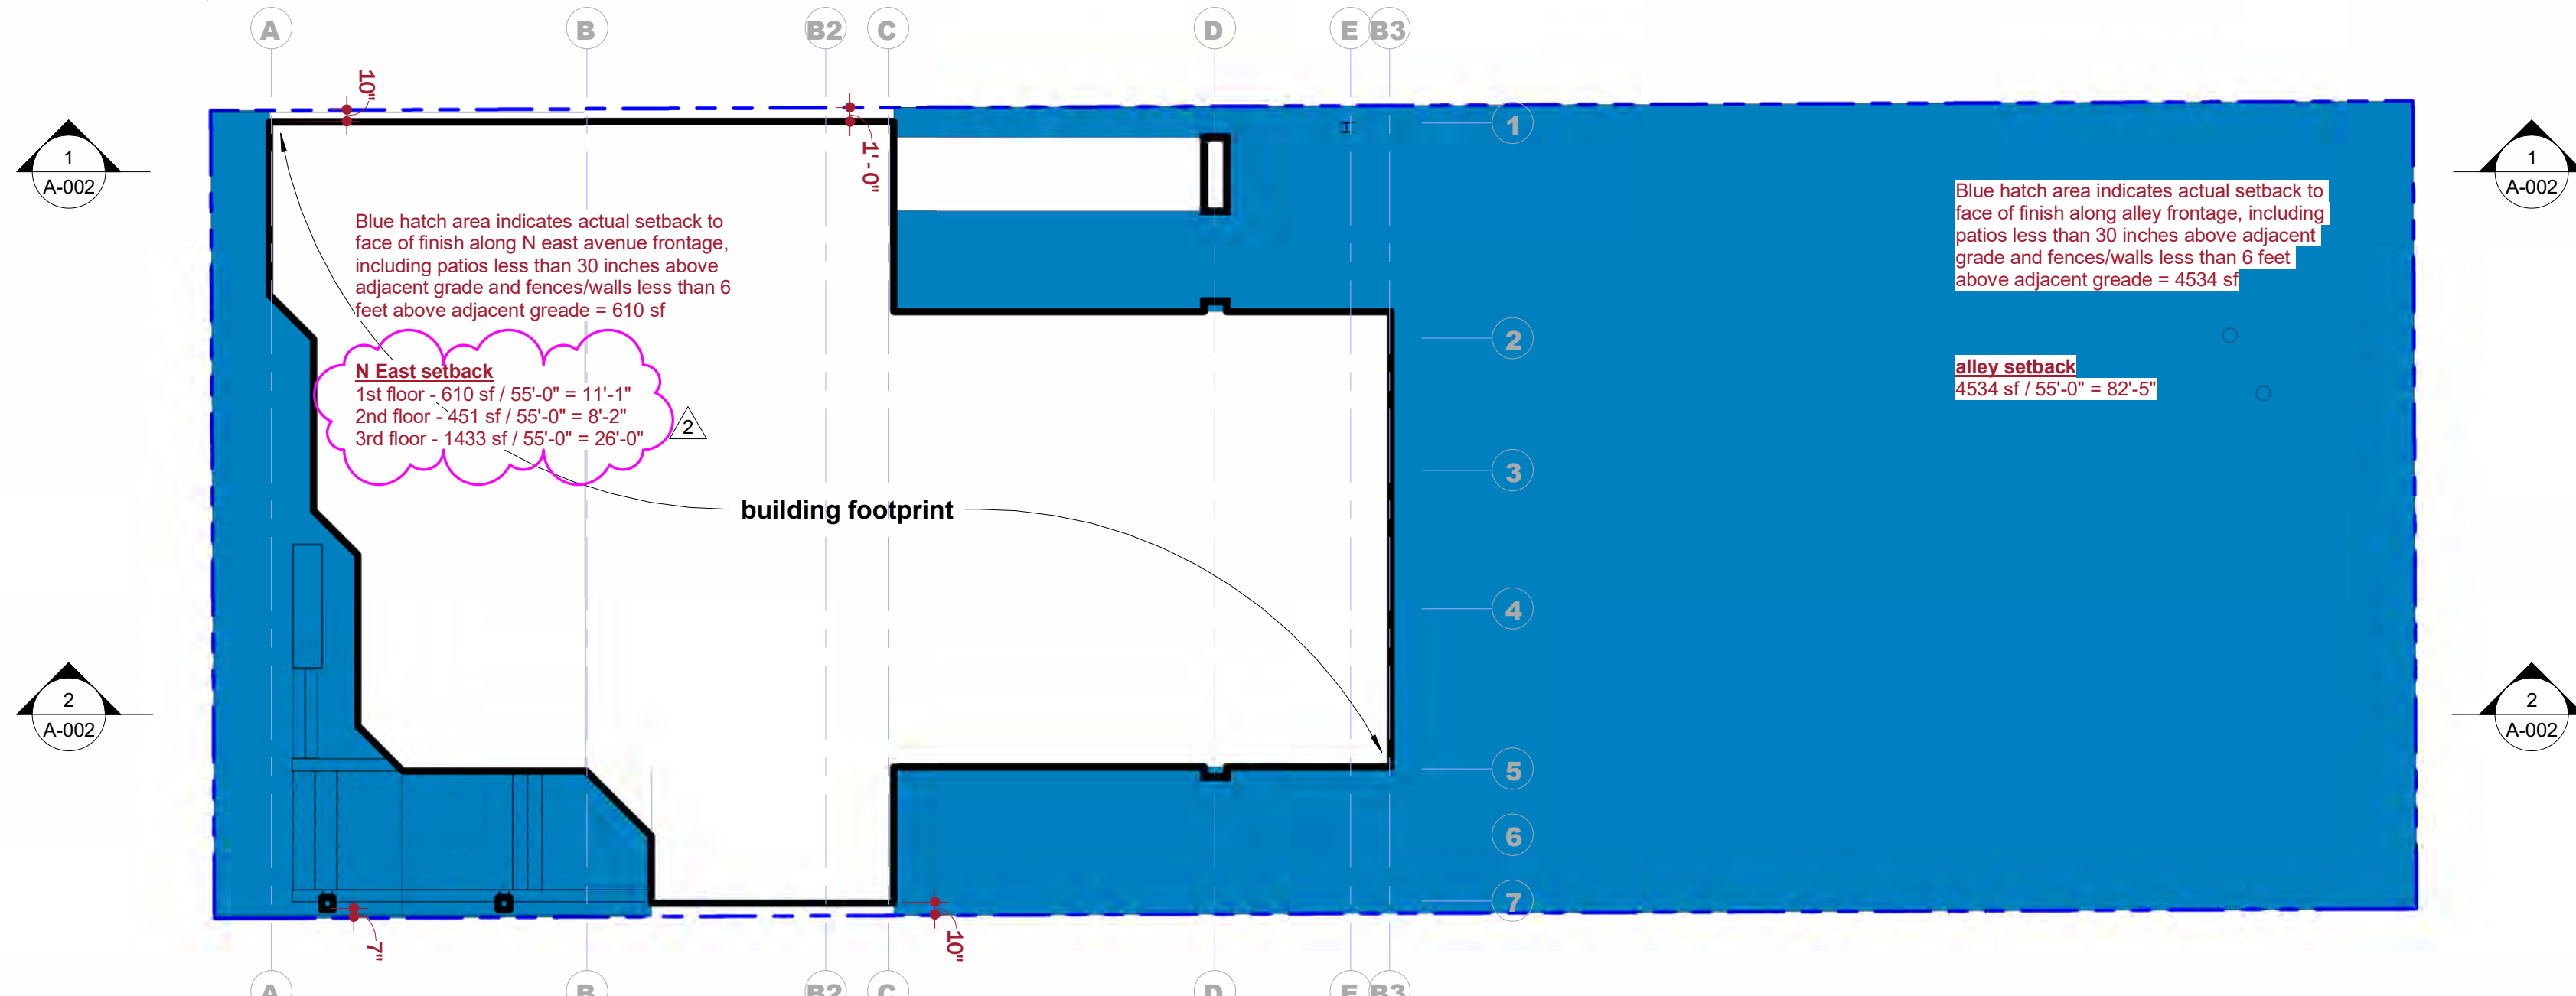 A B B2 C D E B3
10"
1' - 0"
1
A-002
1
A-002
1
Blue hatch area indicates actual setback to
face of finish along N east avenue frontage,
including patios less than 30 inches above
adjacent grade and fences/walls less than 6
feet above adjacent greade = 610 sf
Blue hatch area indicates actual setback to
face of finish along alley frontage, including
patios less than 30 inches above adjacent
grade and fences/walls less than 6 feet
above adjacent greade = 4534 sf
2
N East setback
1st floor - 610 sf / 55'-0" = 11'-1"
2nd floor - 451 sf / 55'-0" = 8'-2"
3rd floor - 1433 sf / 55'-0" = 26'-0"
2
alley setback
4534 sf / 55'-0" = 82'-5"
3
building footprint
4
2
A-002
2
A-002
5
6
7
7"
10"
A B B2 C D E B3